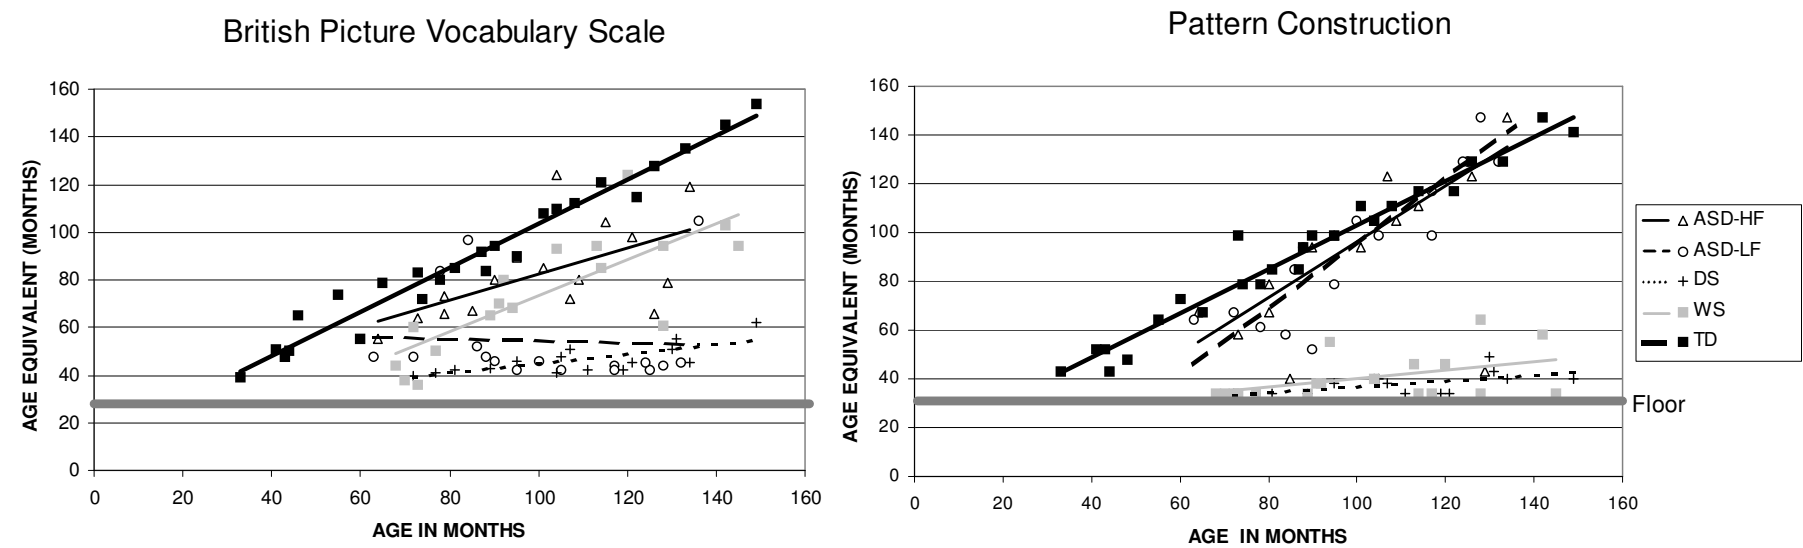 British Picture Vocabulary Scale
AGE EQUIVALENT (MONTHS)
160
140
120
100
80
60
40
20
0
0 20 40 60 80 100 120 140 160
AGE IN MONTHS
Pattern Construction
AGE EQUIVALENT (MONTHS)
160
140
120
100
80
60
40
20
0
0 20 40 60 80 100 120 140 160
AGE IN MONTHS
ASD-HF
ASD-LF
DS
WS
TD
Floor